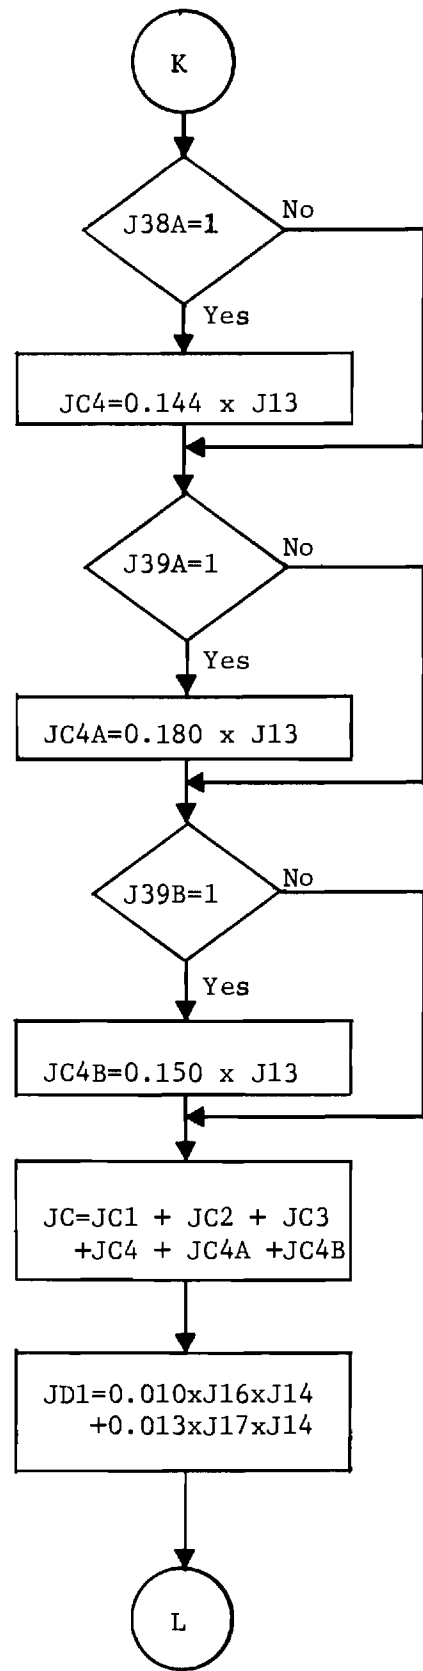 K
J38A=1
No
Yes
JC4=0.144 x J13
J39A=1
No
Yes
JC4A=0.180 x J13
J39B=1
No
Yes
JC4B=0.150 x J13
JC=JC1 + JC2 + JC3
+JC4 + JC4A +JC4B
JD1=0.010xJ16xJ14
+0.013xJ17xJ14
L